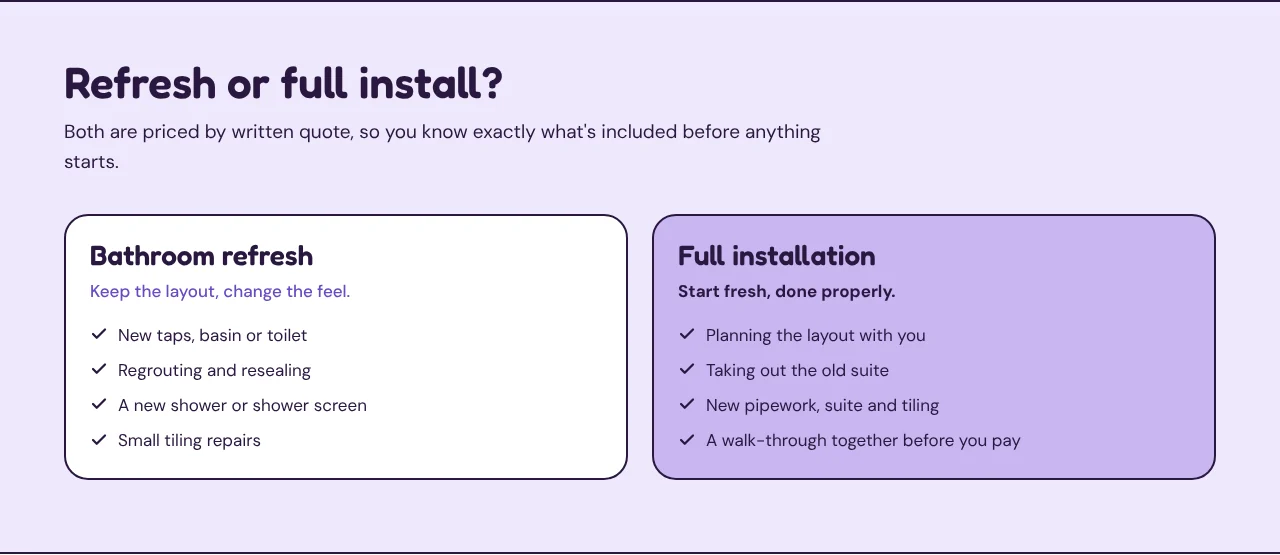 Refresh or full install?
Both are priced by written quote, so you know exactly what's included before anything
starts.
Bathroom refresh
Keep the layout, change the feel.
New taps, basin or toilet
Regrouting and resealing
A new shower or shower screen
Small tiling repairs
Full installation
Start fresh, done properly.
Planning the layout with you
Taking out the old suite
New pipework, suite and tiling
A walk-through together before you pay